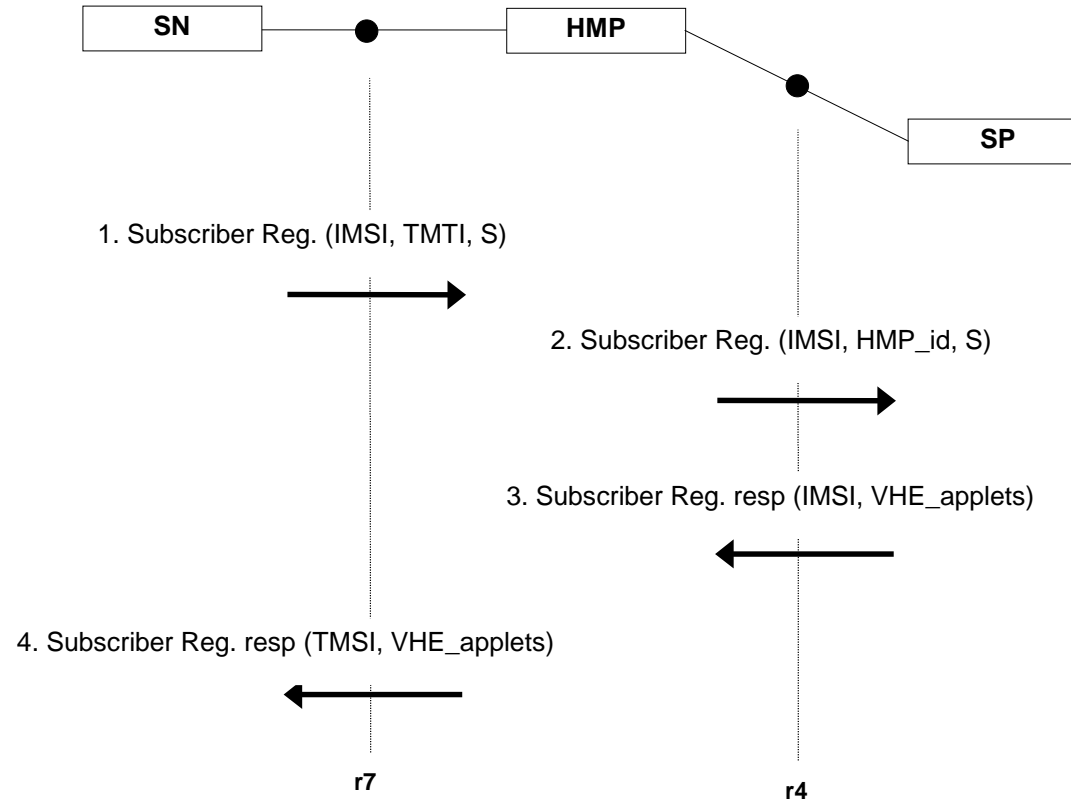 SN
HMP
SP
1. Subscriber Reg. (IMSI, TMTI, S)
2. Subscriber Reg. (IMSI, HMP_id, S)
3. Subscriber Reg. resp (IMSI, VHE_applets)
4. Subscriber Reg. resp (TMSI, VHE_applets)
r7
r4